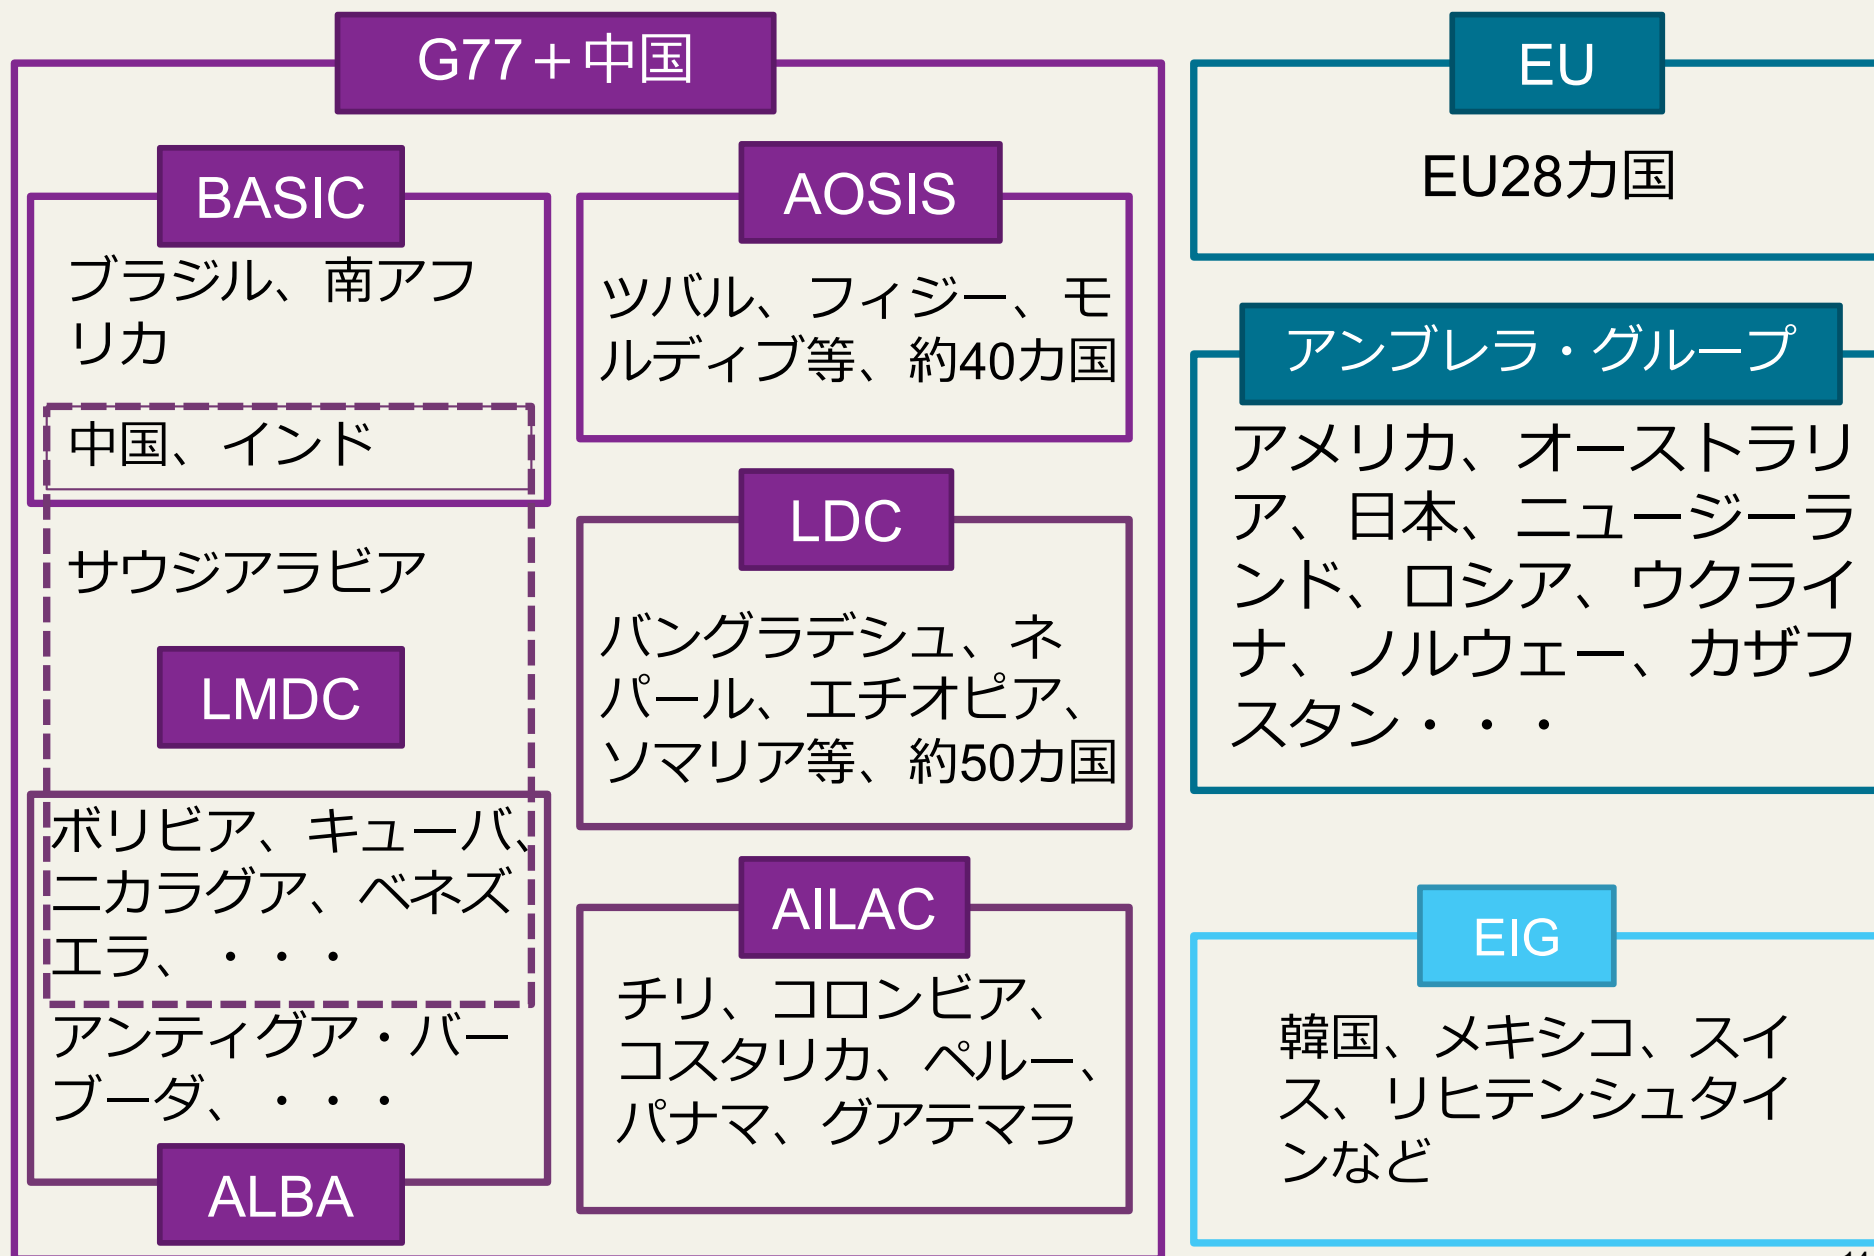 G77＋中国
BASIC
ブラジル、南アフ
リカ
中国、インド
サウジアラビア
LMDC
ボリビア、キューバ、
ニカラグア、ベネズ
エラ、・・・
アンティグア・バー
ブーダ、・・・
ALBA
AOSIS
ツバル、フィジー、モ
ルディブ等、約40カ国
LDC
バングラデシュ、ネ
パール、エチオピア、
ソマリア等、約50カ国
AILAC
チリ、コロンビア、
コスタリカ、ペルー、
パナマ、グアテマラ
EU
EU28カ国
アンブレラ・グループ
アメリカ、オーストラリ
ア、日本、ニュージーラ
ンド、ロシア、ウクライ
ナ、ノルウェー、カザフ
スタン・・・
EIG
韓国、メキシコ、スイ
ス、リヒテンシュタイ
ンなど